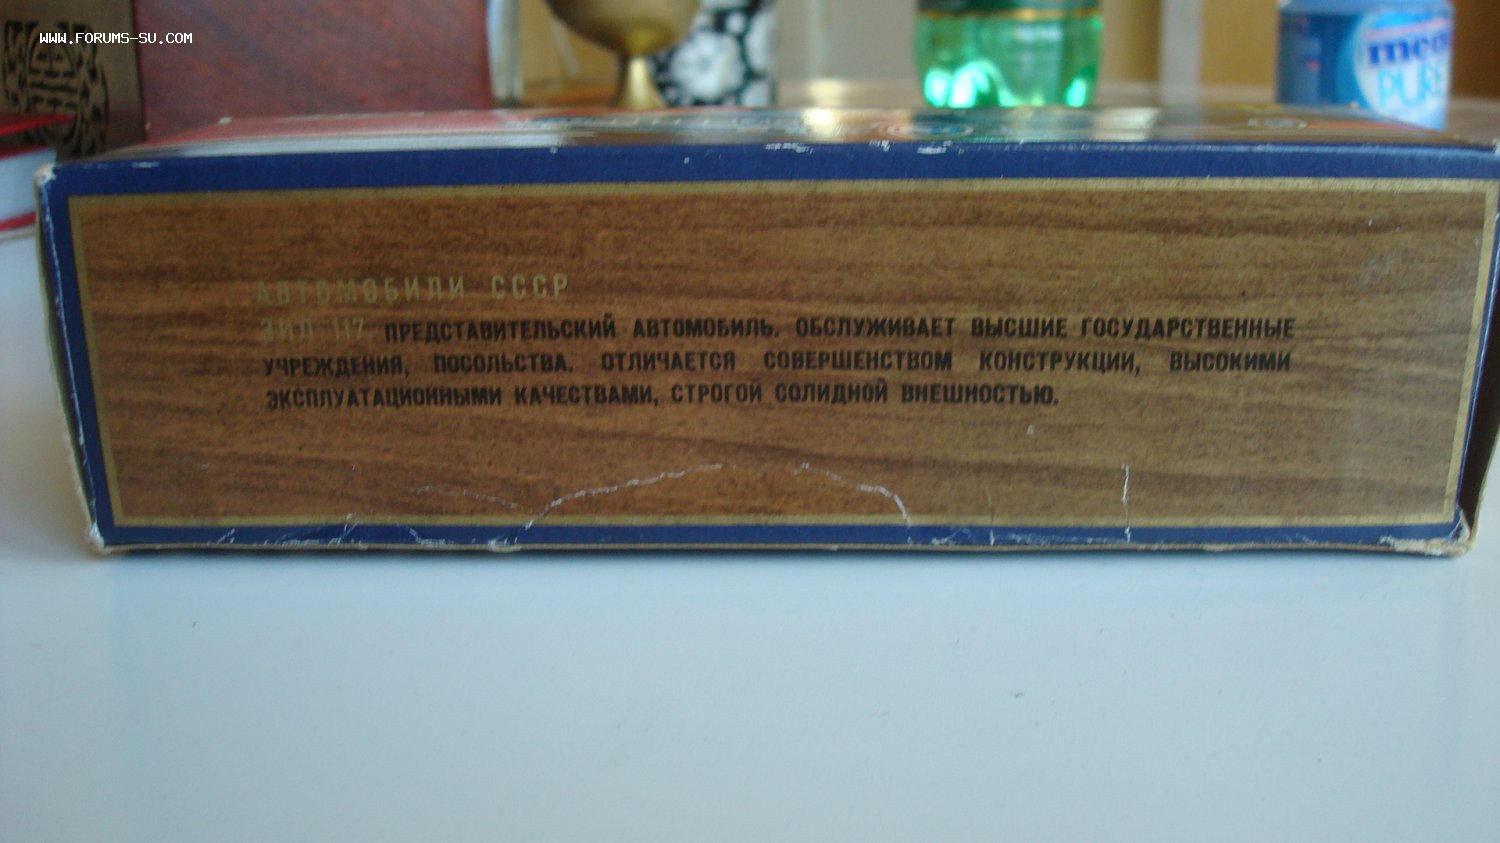 WWW.FORUMS-SU.COM
АВТОМОБИЛИ СССР
ЗИЛ 117 ПРЕДСТАВИТЕЛЬСКИЙ АВТОМОБИЛЬ. ОБСЛУЖИВАЕТ ВЫСШИЕ ГОСУДАРСТВЕННЫЕ
УЧРЕЖДЕНИЯ, ПОСОЛЬСТВА. ОТЛИЧАЕТСЯ СОВЕРШЕНСТВОМ КОНСТРУКЦИИ, ВЫСОКИМИ
ЭКСПЛУАТАЦИОННЫМИ КАЧЕСТВАМИ, СТРОГОЙ СОЛИДНОЙ ВНЕШНОСТЬЮ.
PURE